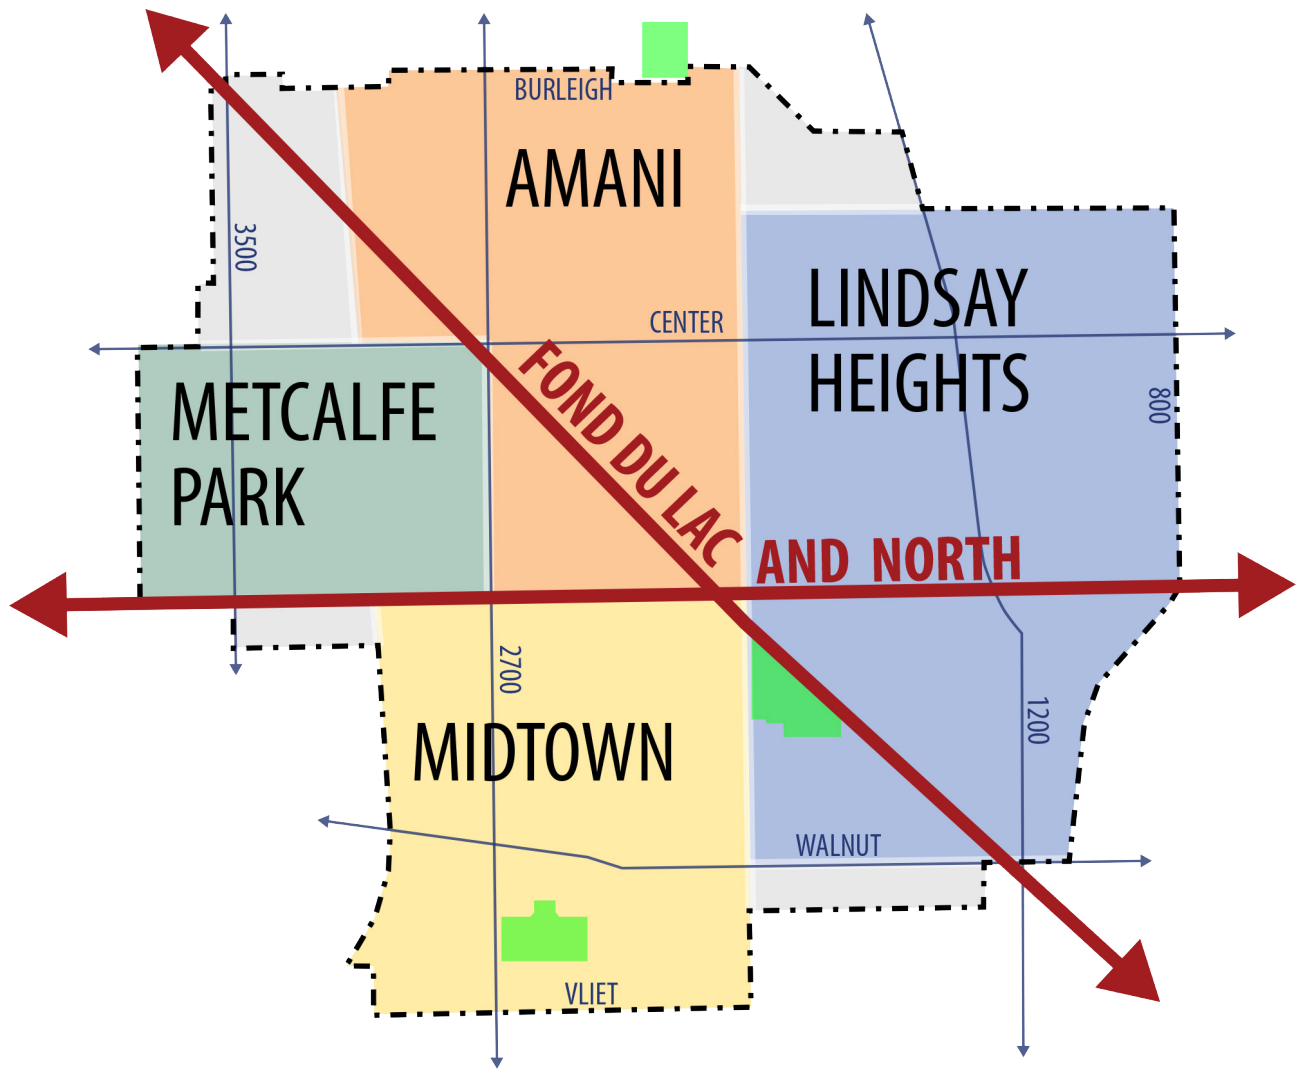 BURLEIGH
AMANI
3500
LINDSAY
HEIGHTS
CENTER
METCALFE
PARK
800
FOND DU LAC
AND NORTH
2700
1200
MIDTOWN
WALNUT
VLIET